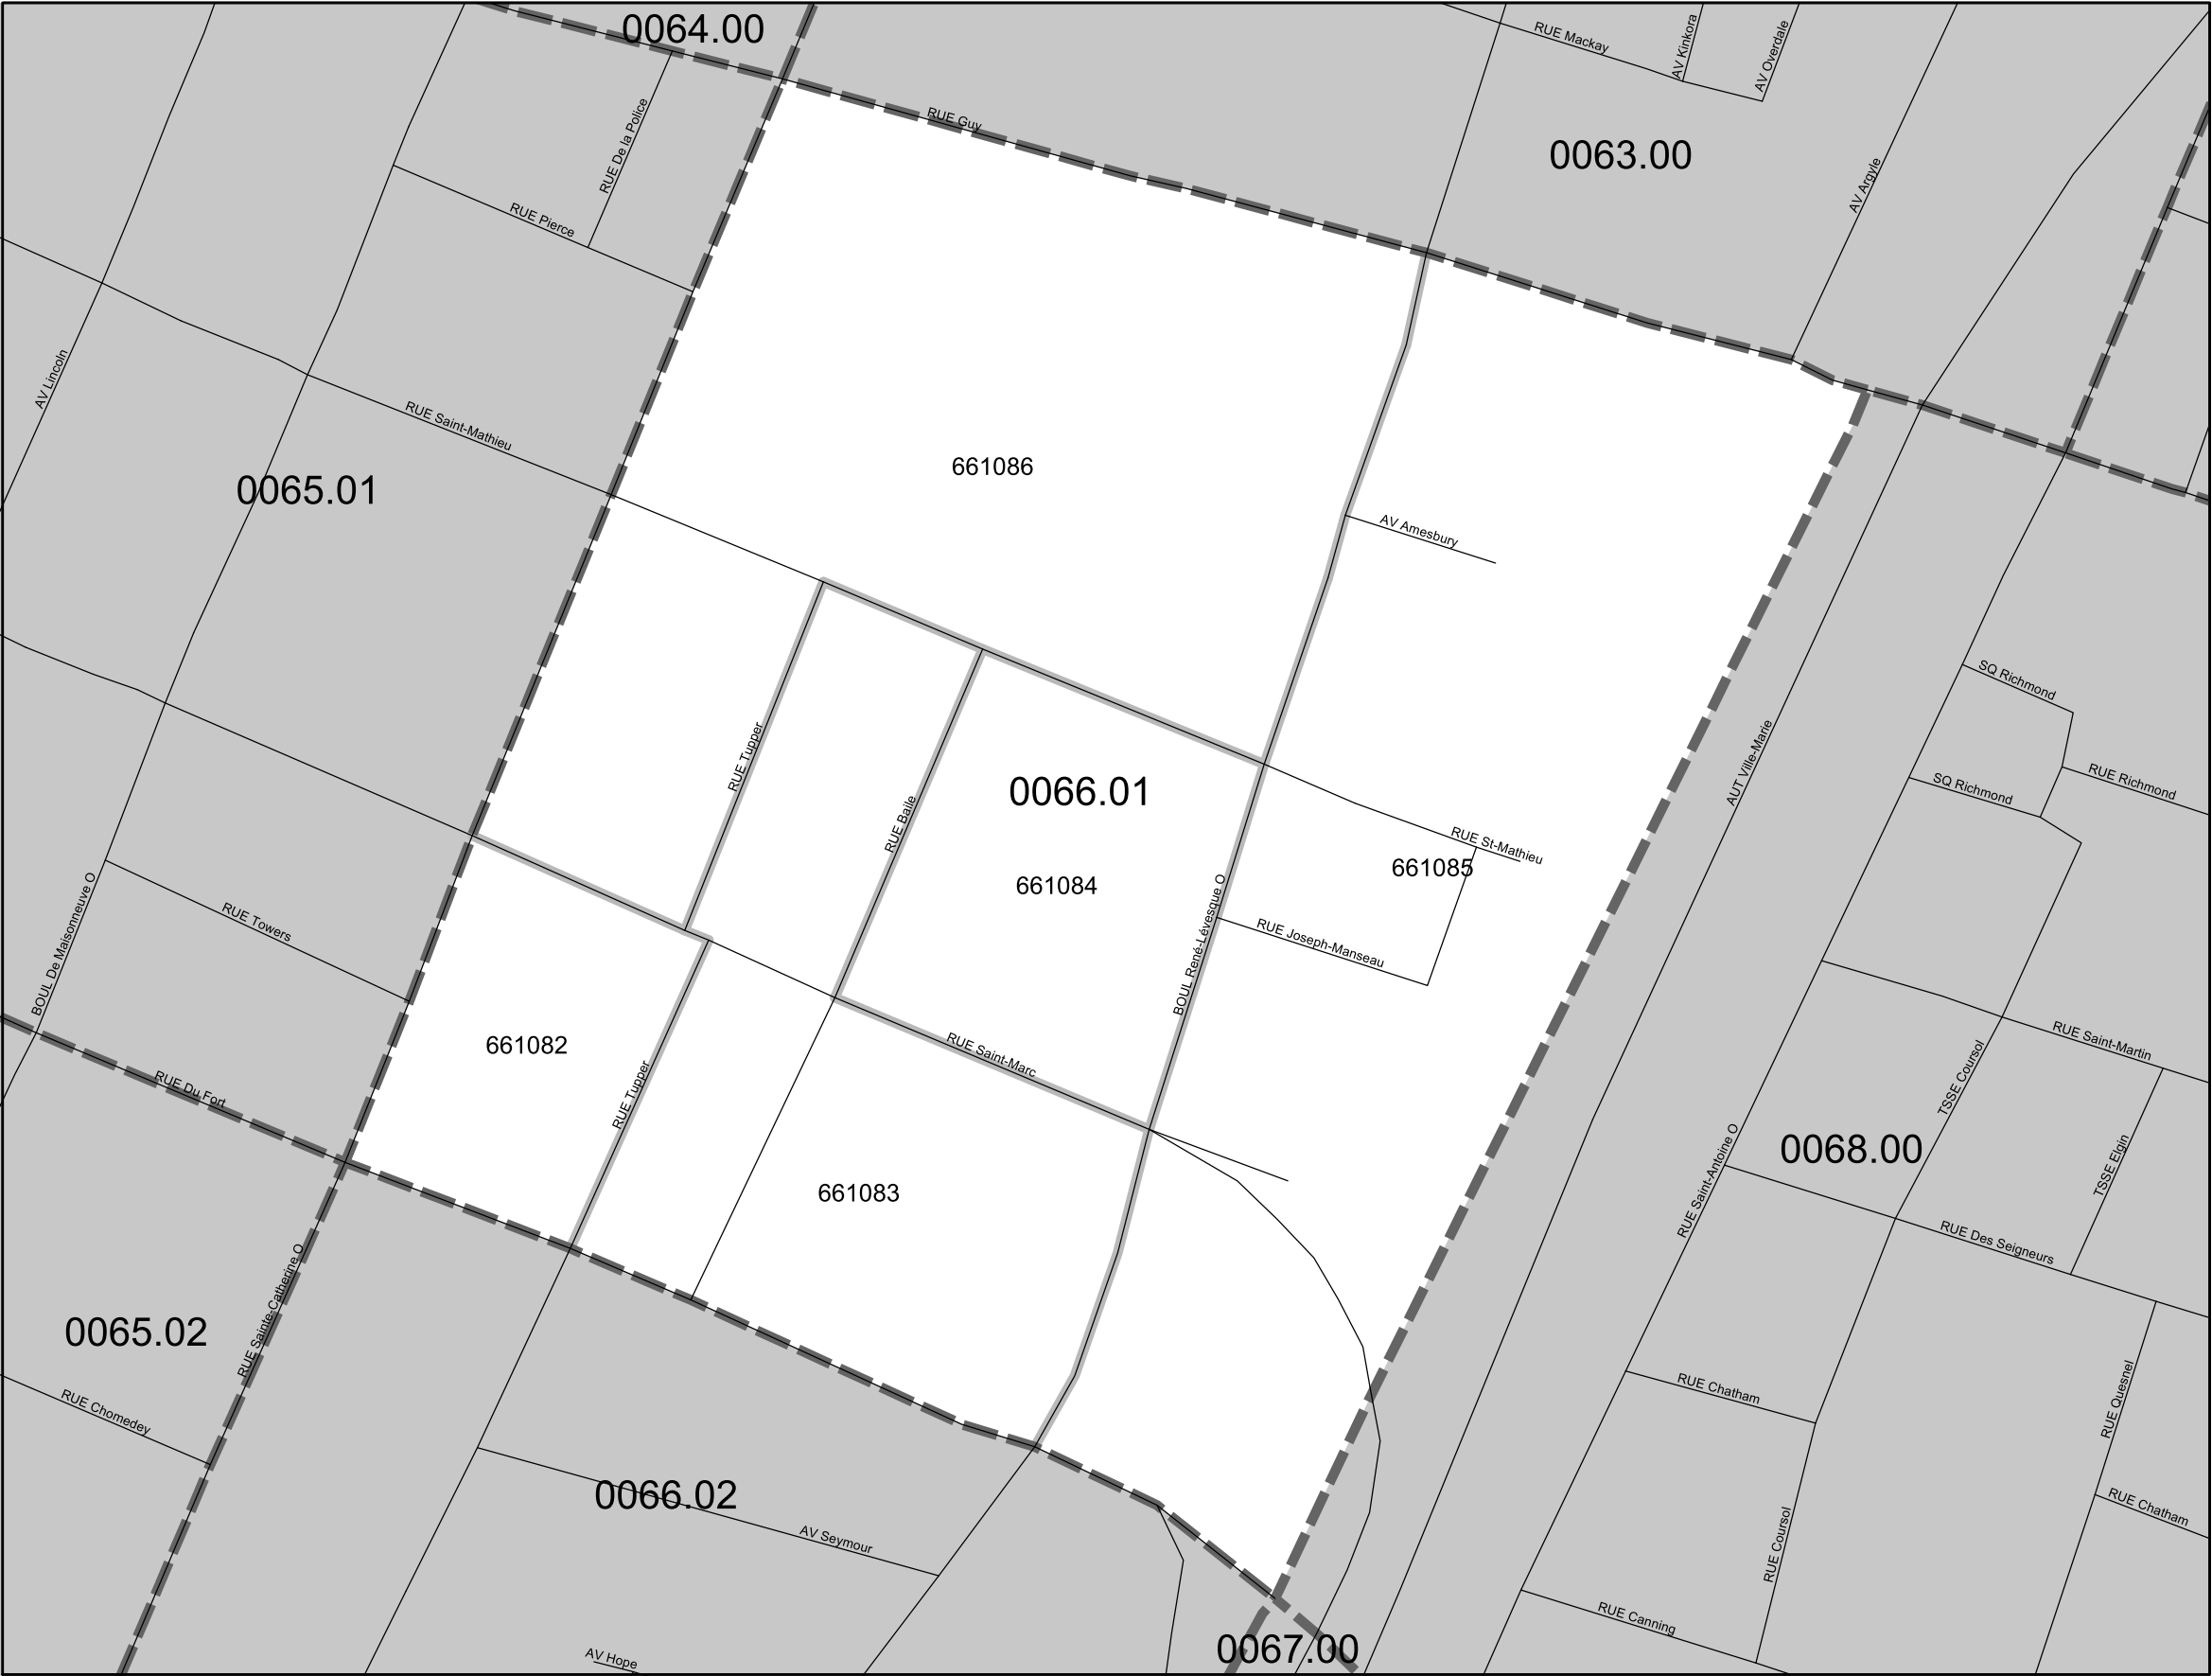 0064.00
RUE Mackay
AV Kinkora
AV Overdale
RUE Guy
RUE De la Police
0063.00
AV Argyle
RUE Pierce
AV Lincoln
RUE Saint-Mathieu
661086
0065.01
AV Amesbury
SQ Richmond
RUE Tupper
AUT Ville-Marie
RUE Richmond
SQ Richmond
0066.01
RUE Baile
RUE St-Mathieu
661085
661084
BOUL De Maisonneuve O
RUE Towers
BOUL René-Lévesque O
RUE Joseph-Manseau
661082
RUE Saint-Marc
RUE Saint-Martin
TSSE Coursol
RUE Du Fort
RUE Tupper
0068.00
TSSE Elgin
RUE Saint-Antoine O
661083
RUE Des Seigneurs
RUE Sainte-Catherine O
0065.02
RUE Chomedey
RUE Chatham
RUE Quesnel
0066.02
RUE Chatham
AV Seymour
RUE Coursol
RUE Canning
0067.00
AV Hope